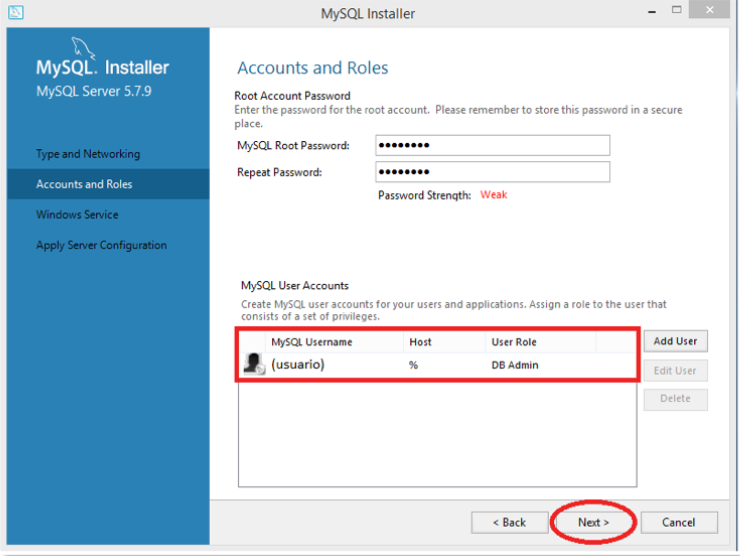 MySQL Installer
MySQL. Installer
MySQL Server 5.7.9
Type and Networking
Accounts and Roles
Windows Service
Apply Server Configuration
Accounts and Roles
Root Account Password
Enter the password for the root account. Please remember to store this password in a secure
place.
MySQL Root Password: ••••••••
Repeat Password: ••••••••
Password Strength: Weak
MySQL User Accounts
Create MySQL user accounts for your users and applications. Assign a role to the user that
consists of a set of privileges.
MySQL Username Host User Role
(usuario) % DB Admin
Add User
Edit User
Delete
< Back Next > Cancel